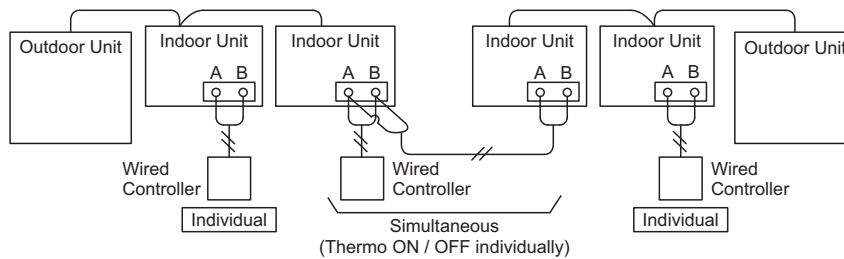 Outdoor Unit
Indoor Unit
A B
Wired
Controller
Individual
Indoor Unit
A B
Wired
Controller
Simultaneous
(Thermo ON / OFF individually)
Indoor Unit
A B
Indoor Unit
A B
Wired
Controller
Individual
Outdoor Unit